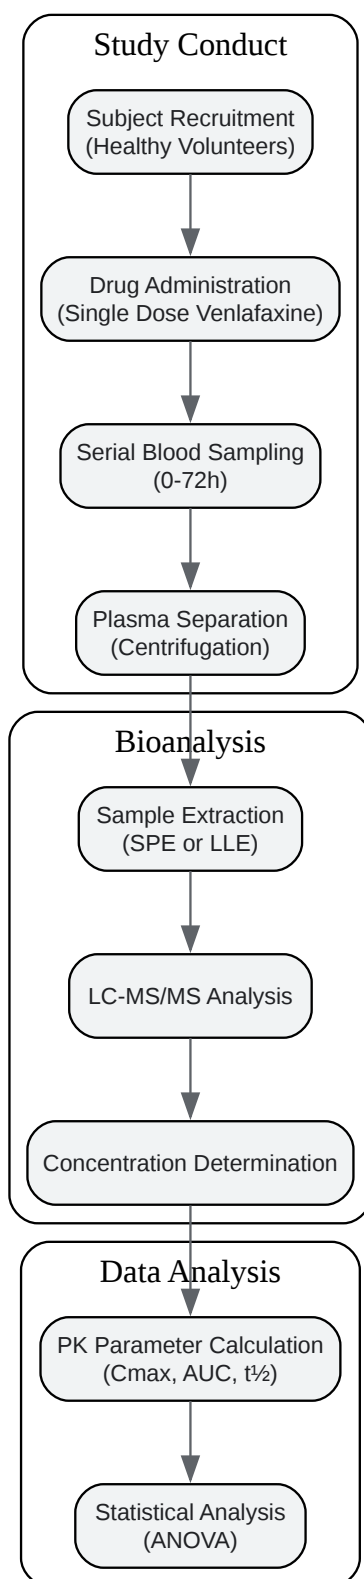 Study Conduct
Subject Recruitment
(Healthy Volunteers)
Drug Administration
(Single Dose Venlafaxine)
Serial Blood Sampling
(0-72h)
Plasma Separation
(Centrifugation)
Bioanalysis
Sample Extraction
(SPE or LLE)
LC-MS/MS Analysis
Concentration Determination
Data Analysis
PK Parameter Calculation
(Cmax, AUC, t½)
Statistical Analysis
(ANOVA)